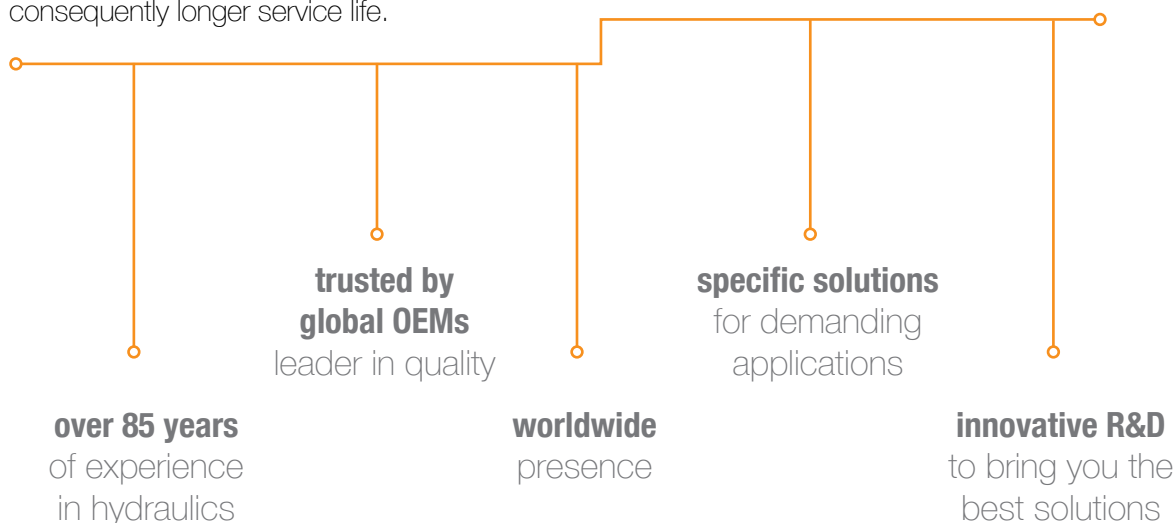 consequently longer service life.
trusted by
global OEMs
leader in quality
specific solutions
for demanding
applications
over 85 years
of experience
in hydraulics
worldwide
presence
innovative R&D
to bring you the
best solutions